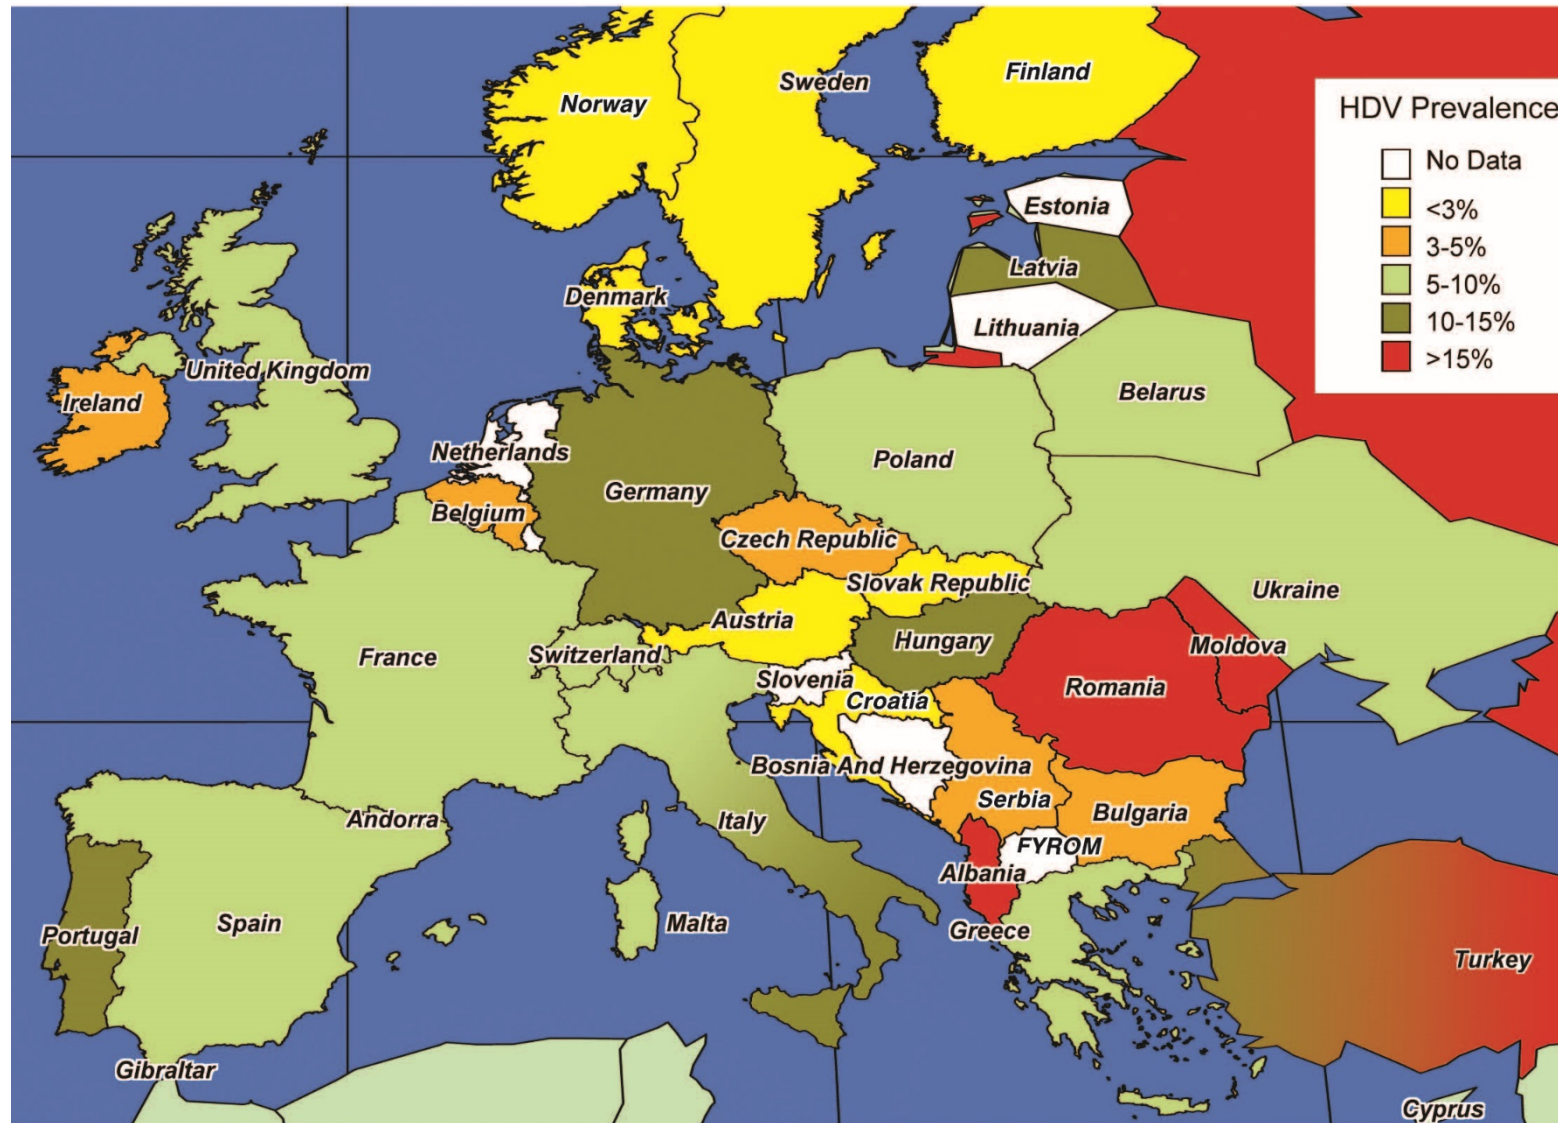 Finland
Sweden
Norway
HDV Prevalence
No Data
<3%
3-5%
5-10%
10-15%
>15%
Estonia
Latvia
Denmark
Lithuania
United Kingdom
Belarus
Ireland
Netherlands
Poland
Germany
Belgium
Czech Republic
Slovak Republic
Ukraine
Austria
Hungary
Moldova
France
Switzerland
Slovenia
Romania
Croatia
Bosnia And Herzegovina
Serbia
Bulgaria
Andorra
Italy
FYROM
Albania
Spain
Malta
Greece
Portugal
Turkey
Gibraltar
Cyprus